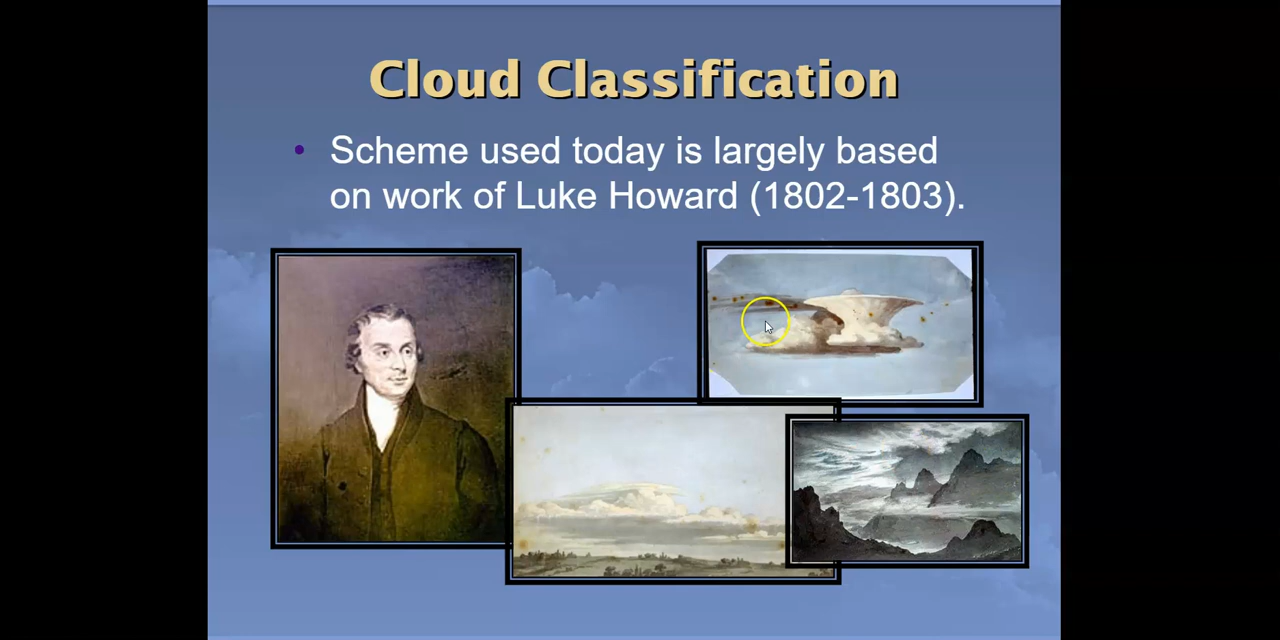 Cloud Classification
• Scheme used today is largely based
on work of Luke Howard (1802-1803).